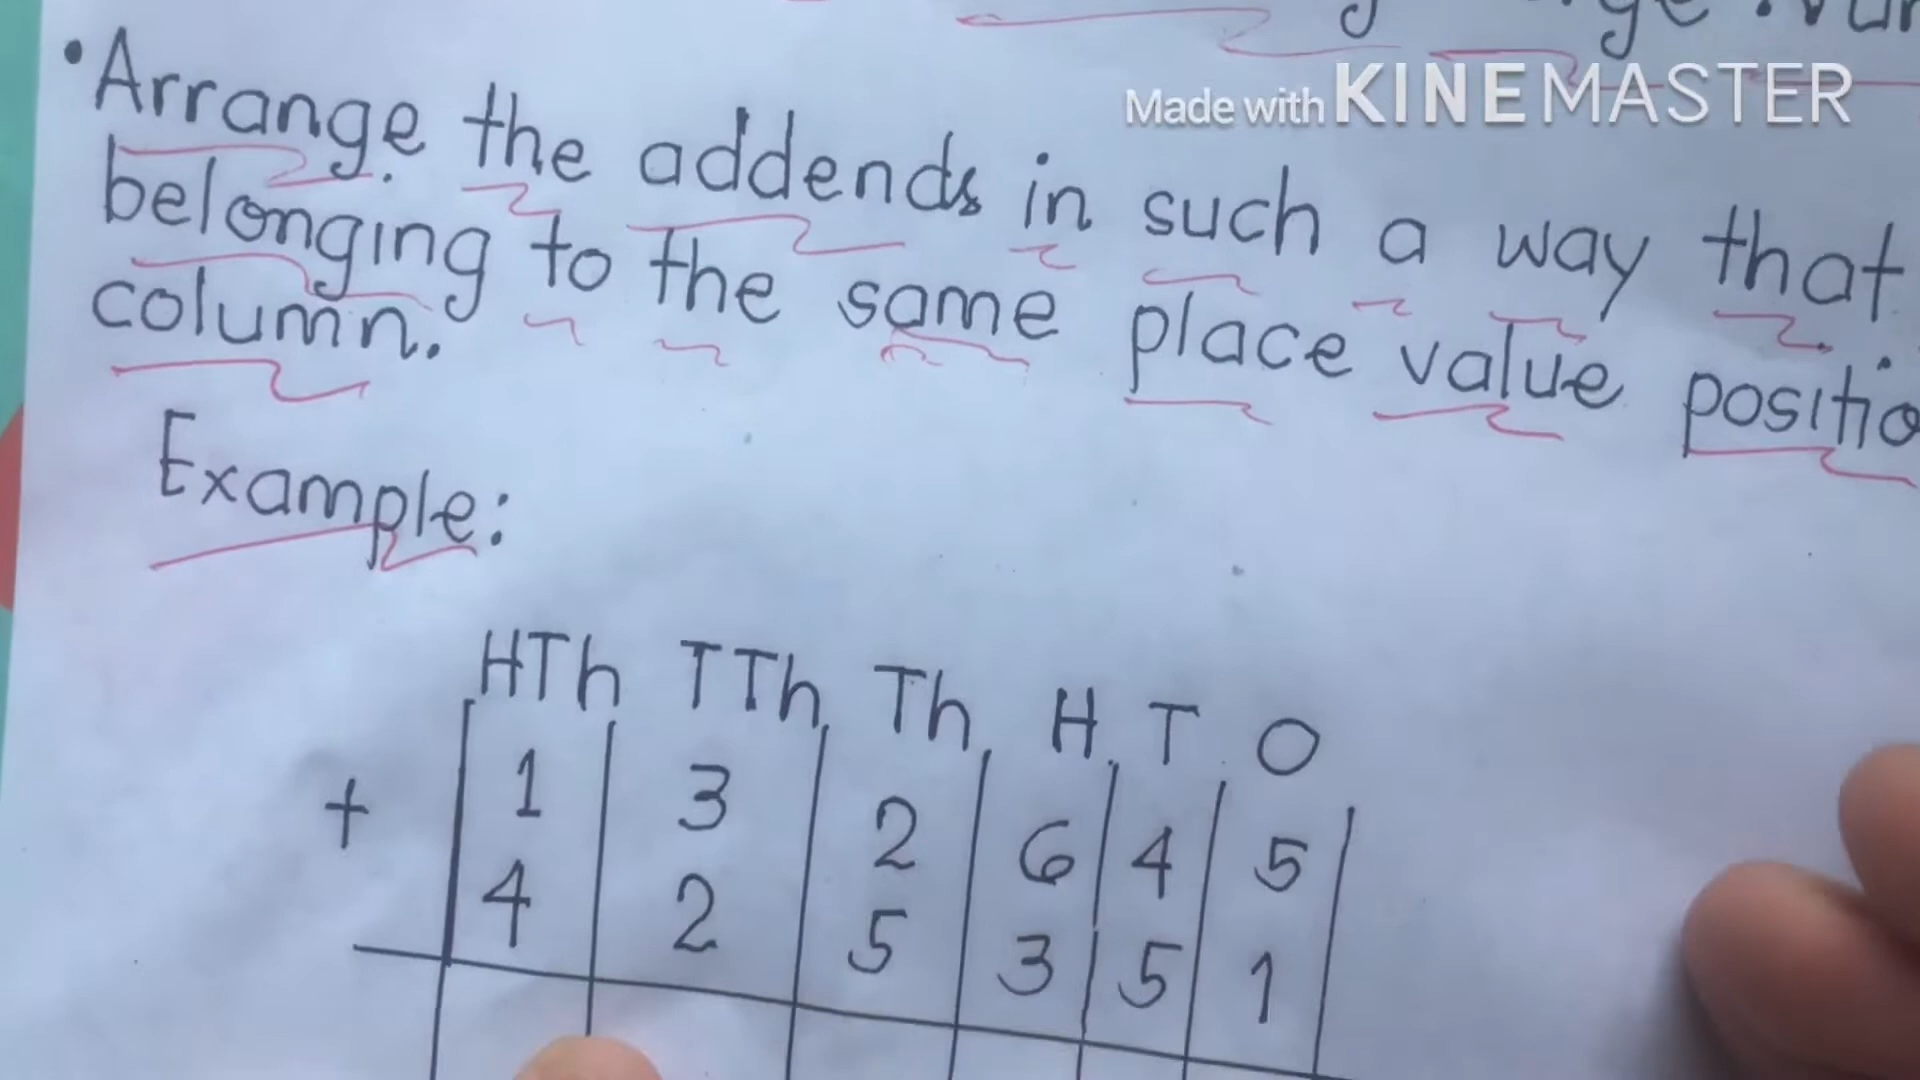 Made with KINEMASTER
• Arrange the addends in such a way that
belonging to the same place value
column.
Example:
HTh TTh Th H T O
+ 1 3 2 6 4 5
4 2 5 3 5 1